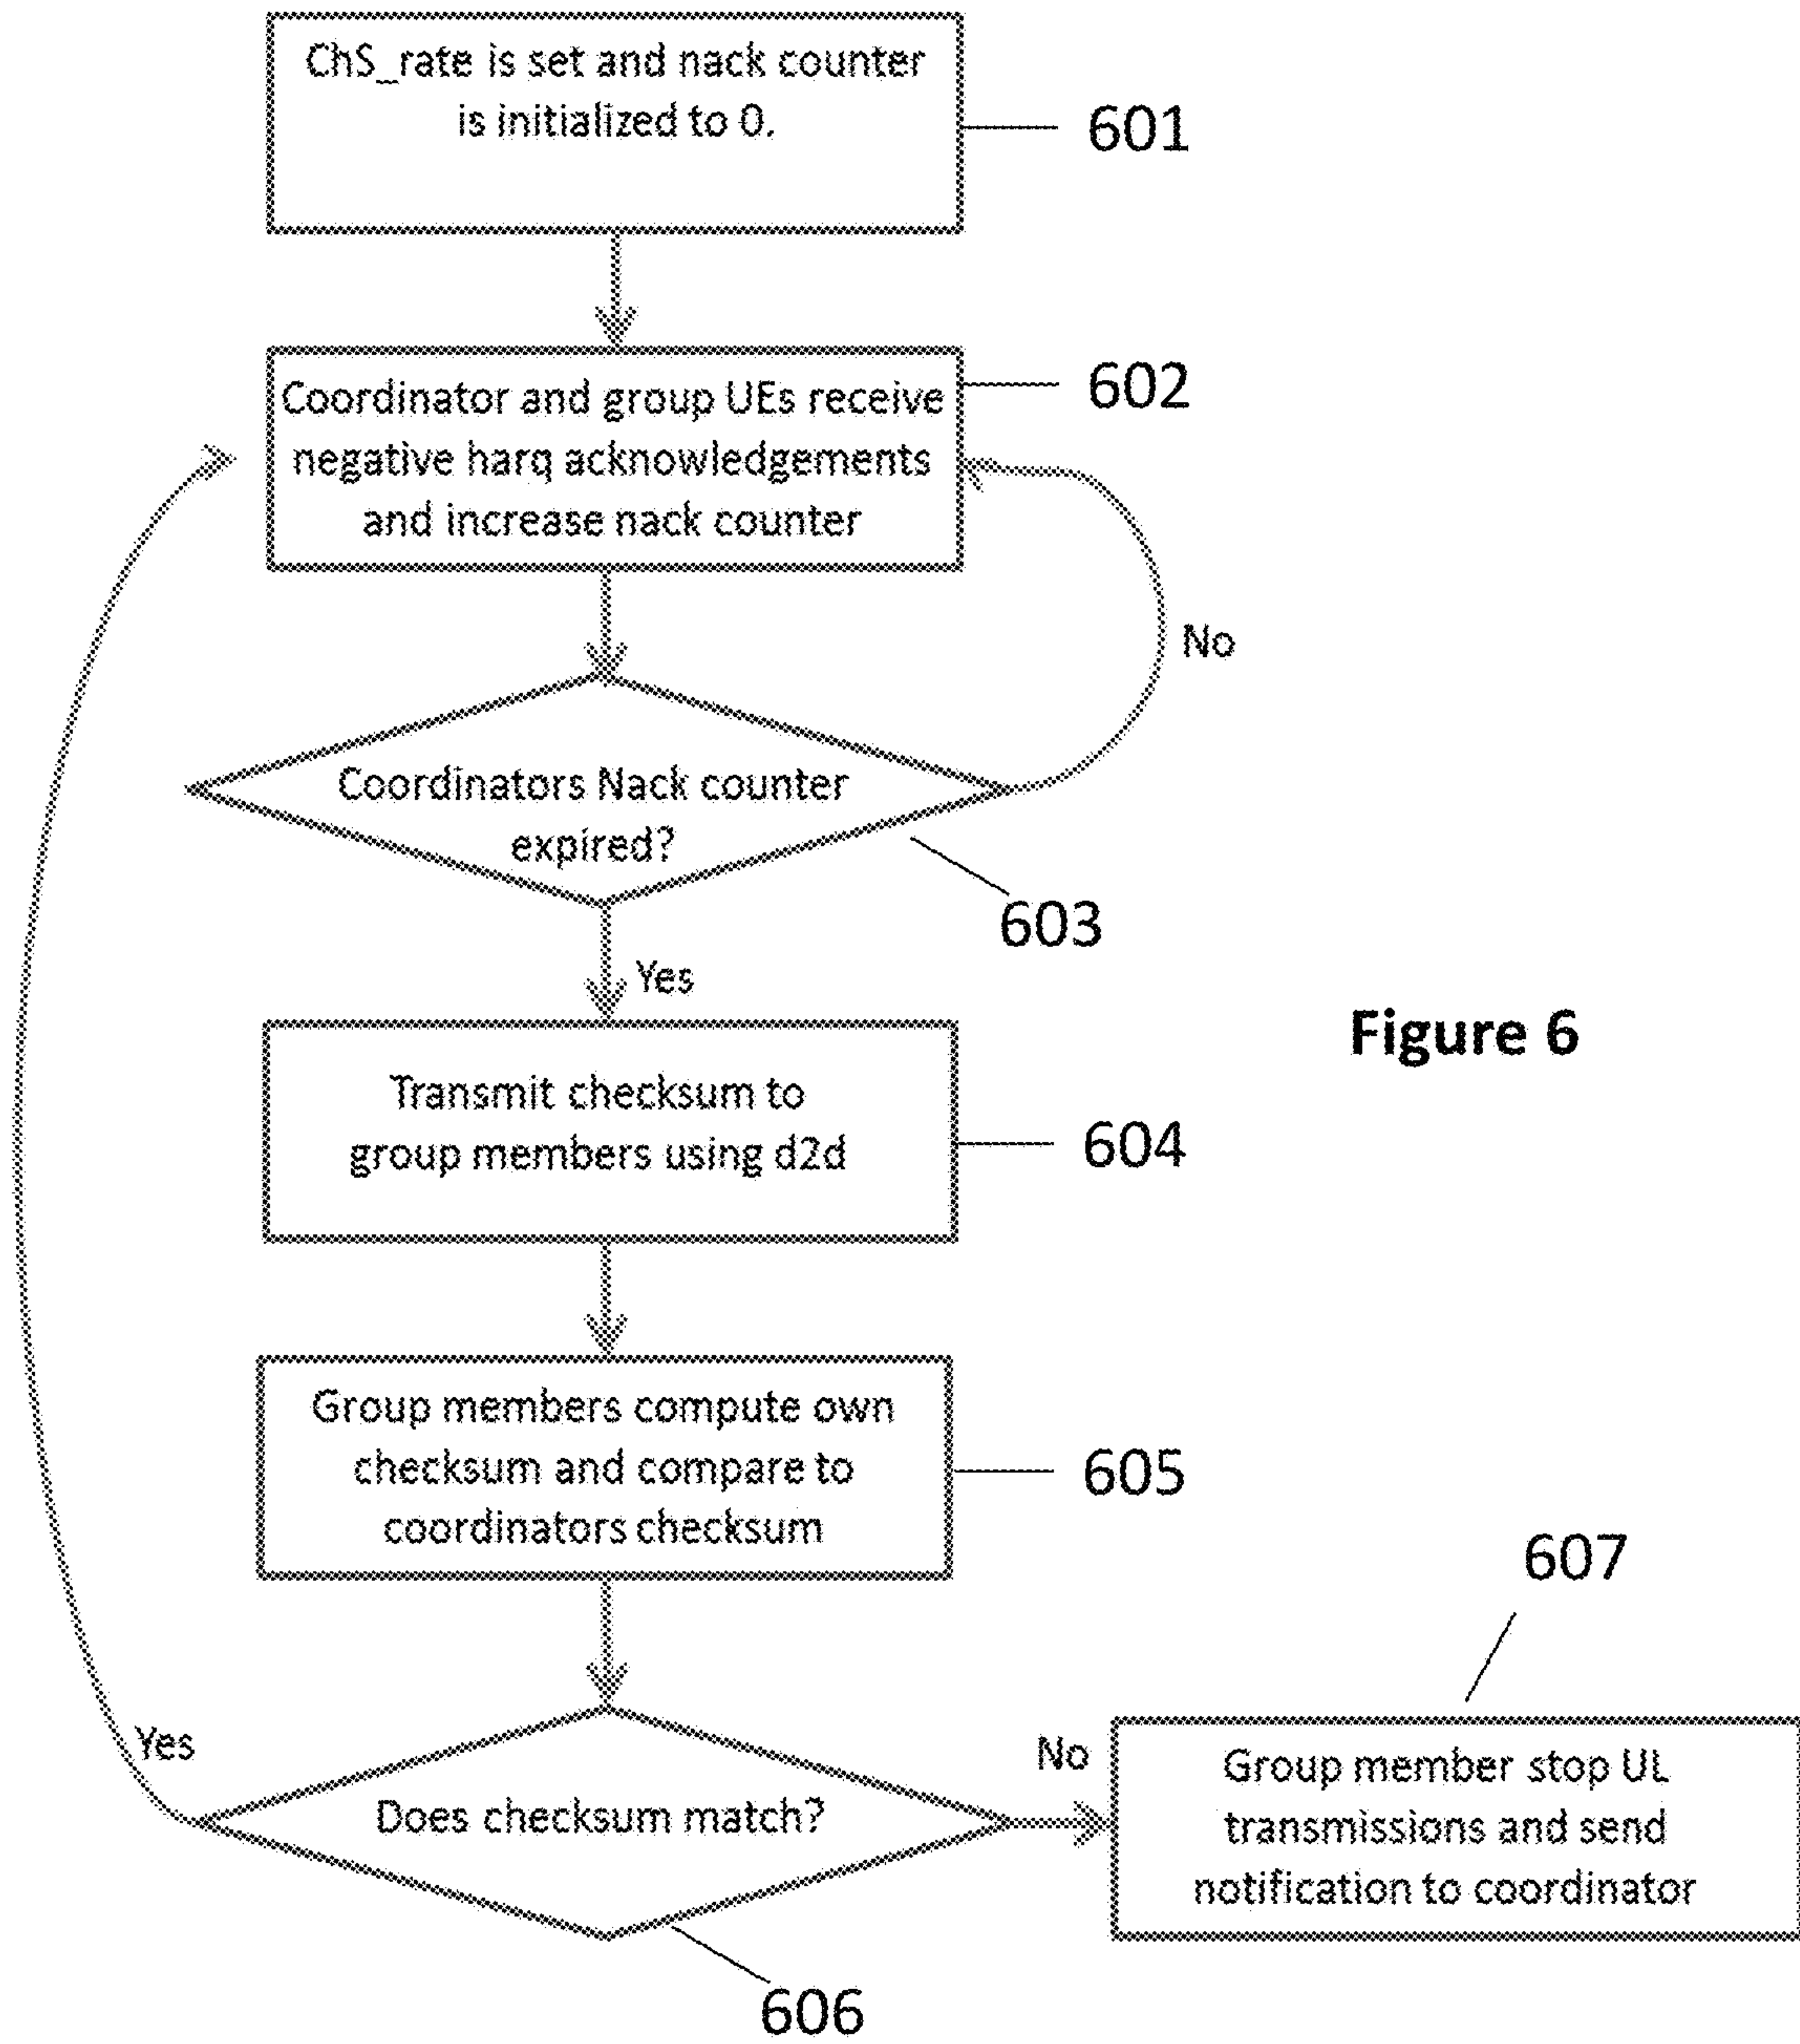 ChS_rate is set and nack counter
is initialized to 0.
601
Coordinator and group UEs receive
negative harq acknowledgements
and increase nack counter
602
No
Coordinators Nack counter
expired?
603
Yes
Transmit checksum to
group members using d2d
604
Figure 6
Group members compute own
checksum and compare to
coordinators checksum
605
607
Yes
Does checksum match?
No
Group member stop UL
transmissions and send
notification to coordinator
606